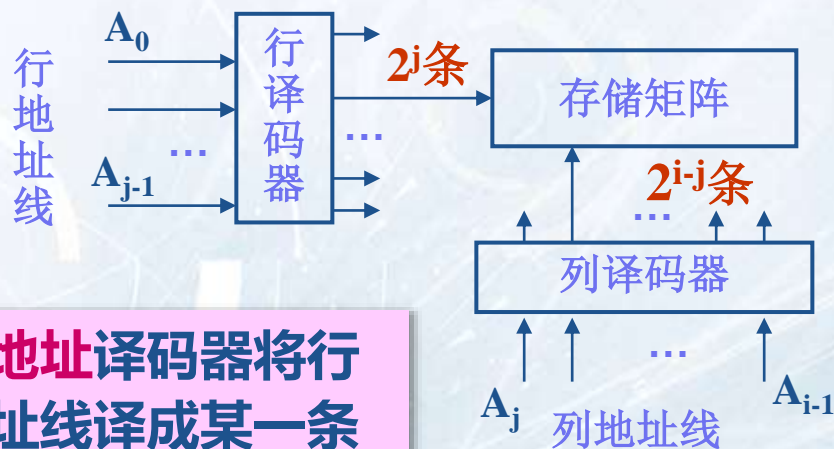 行地址线
A0
...
Aj-1
行译码器
...
2^j条
存储矩阵
2^i-j条
...
列译码器
...
Aj
列地址线
Ai-1
地址译码器将行
址线译成某一条